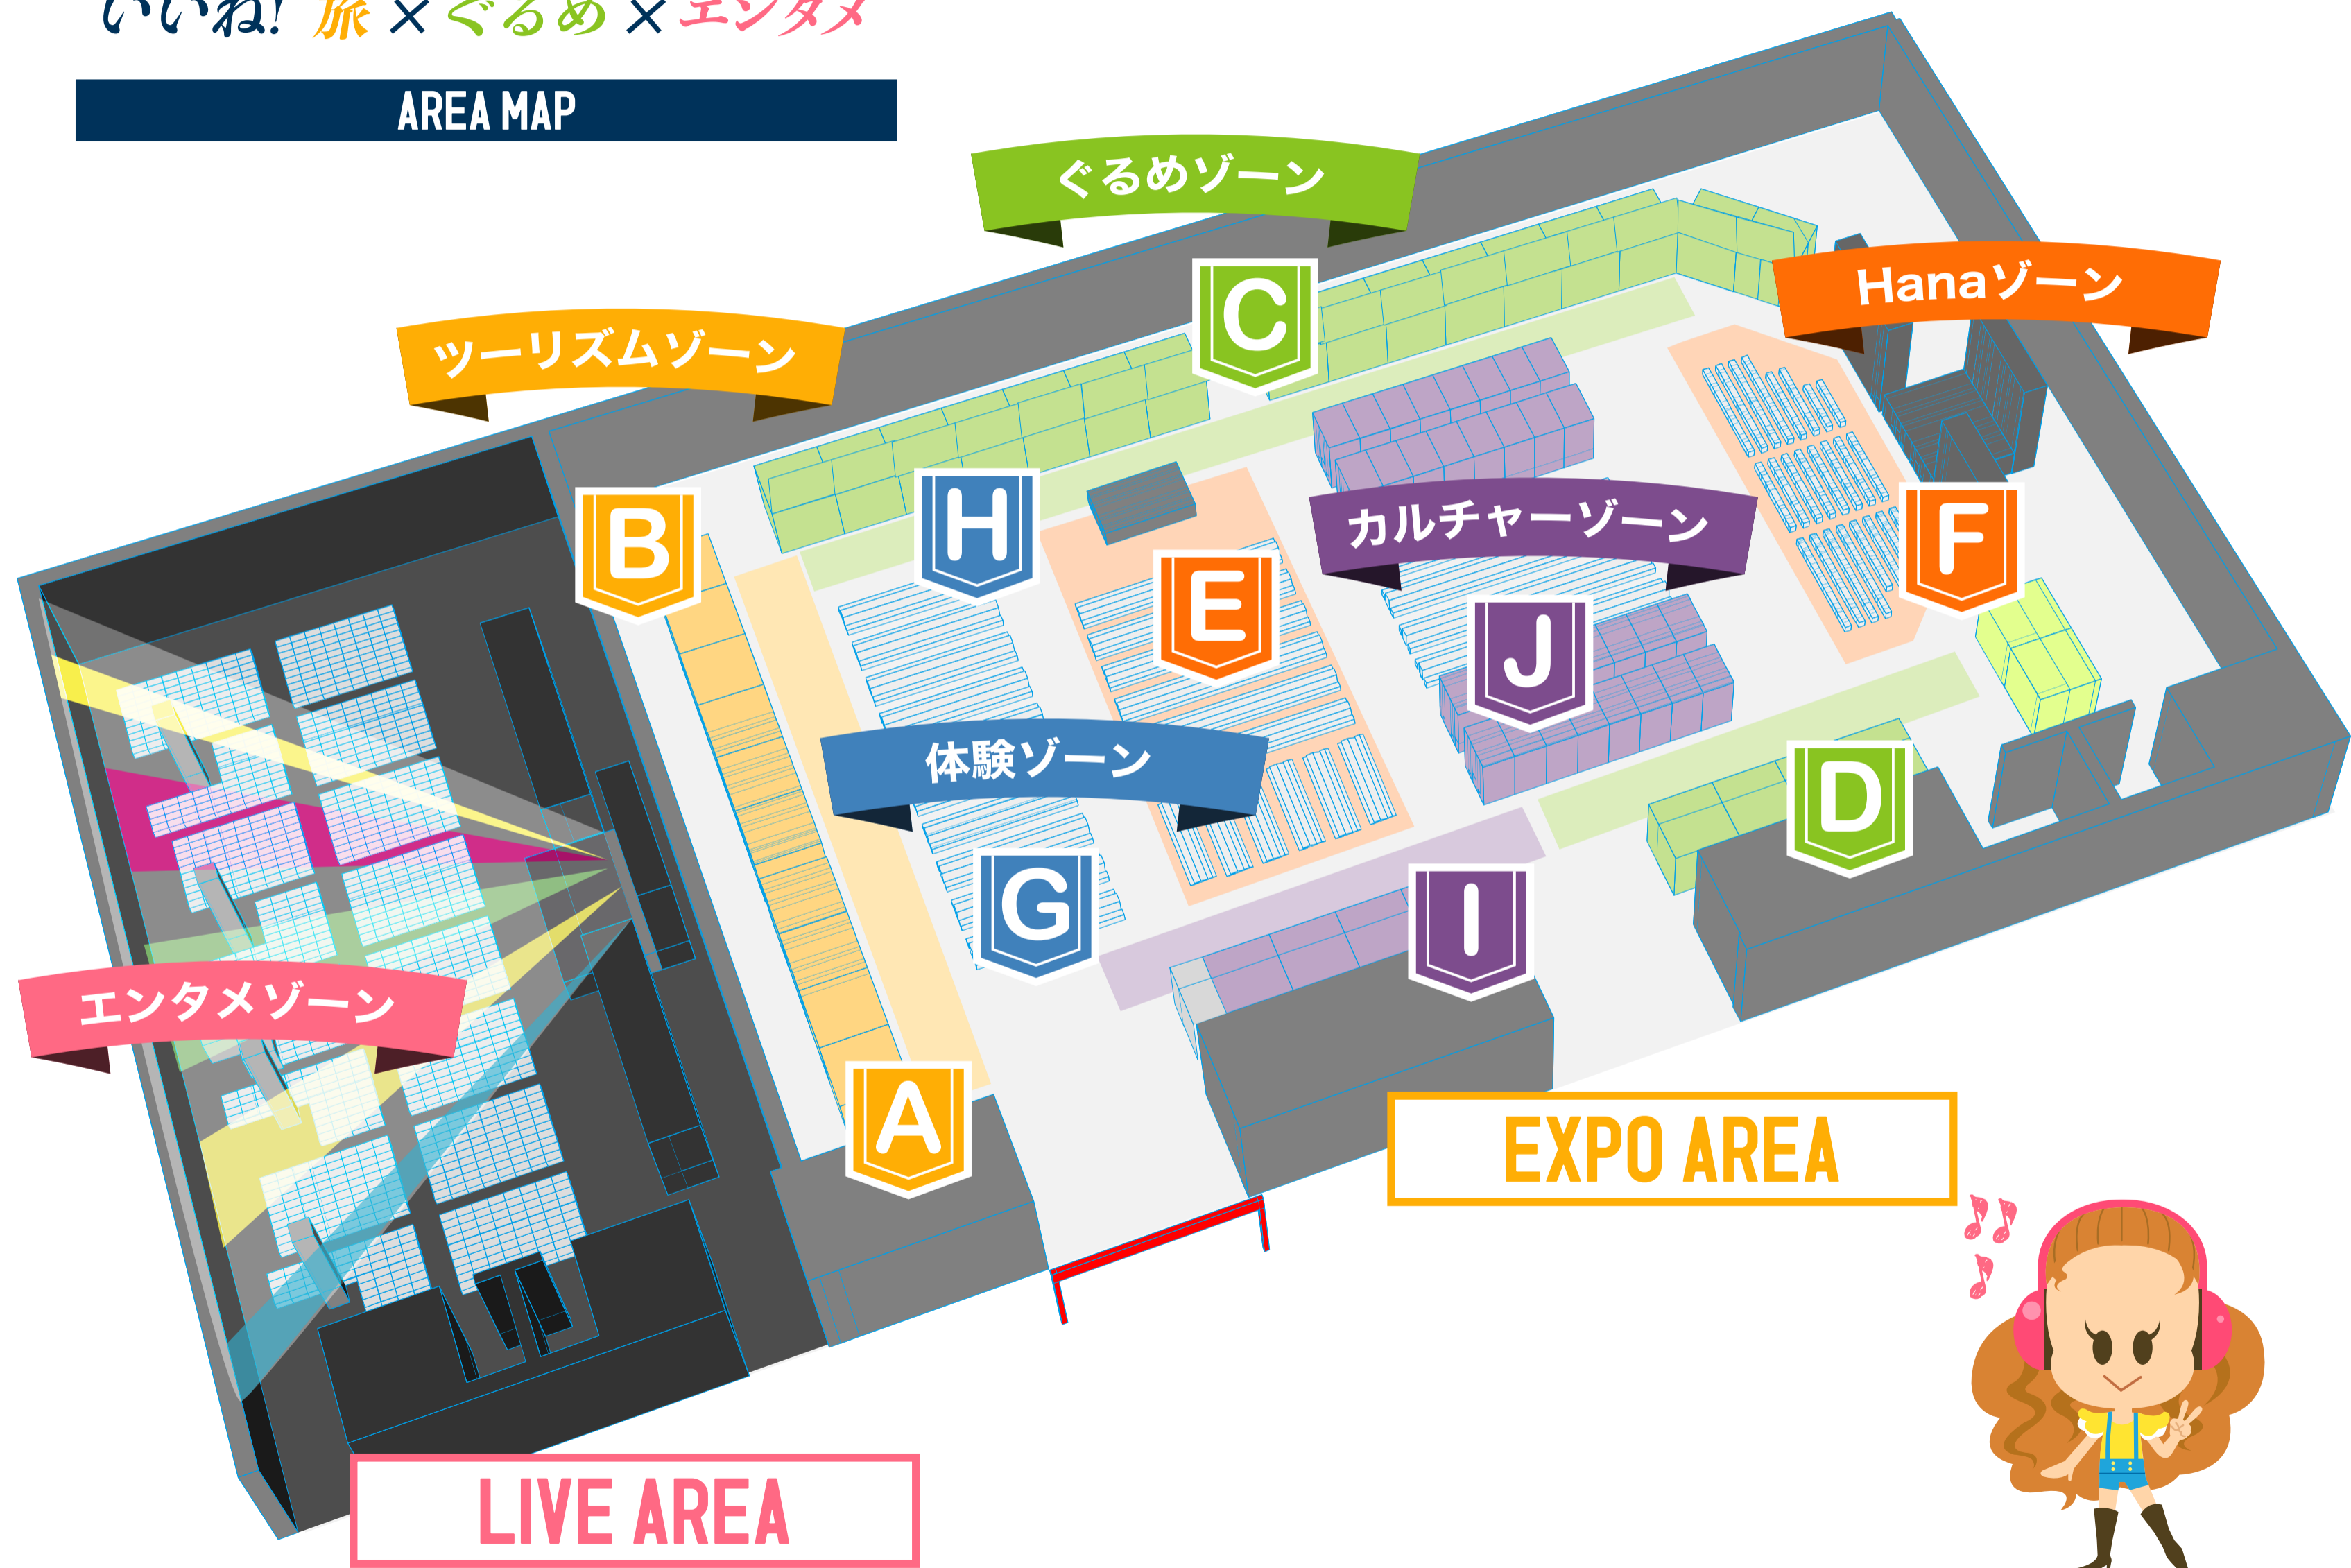 いいね! 旅×ぐるめ×エンタメ
AREA MAP
ぐるめゾーン
Hanaゾーン
ツーリズムゾーン
C
B
H
カルチャーゾーン
F
E
J
体験ゾーン
D
G
I
エンタメゾーン
A
EXPO AREA
LIVE AREA